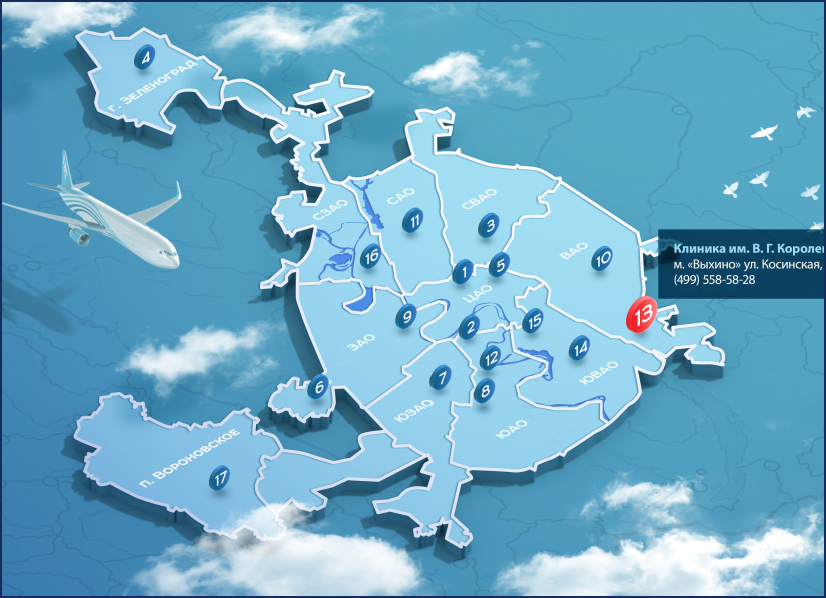 4
г. Зеленоград
СЗАО
САО
11
СВАО
3
16
ВАО
10
1
5
ЦАО
Клиника им. В. Г.
м. «Выхино» ул. Косинская,
(499) 558-58-28
9
2
15
13
ЗАО
12
14
ЮВАО
6
7
8
ЮЗАО
ЮАО
п. Вороновское
17